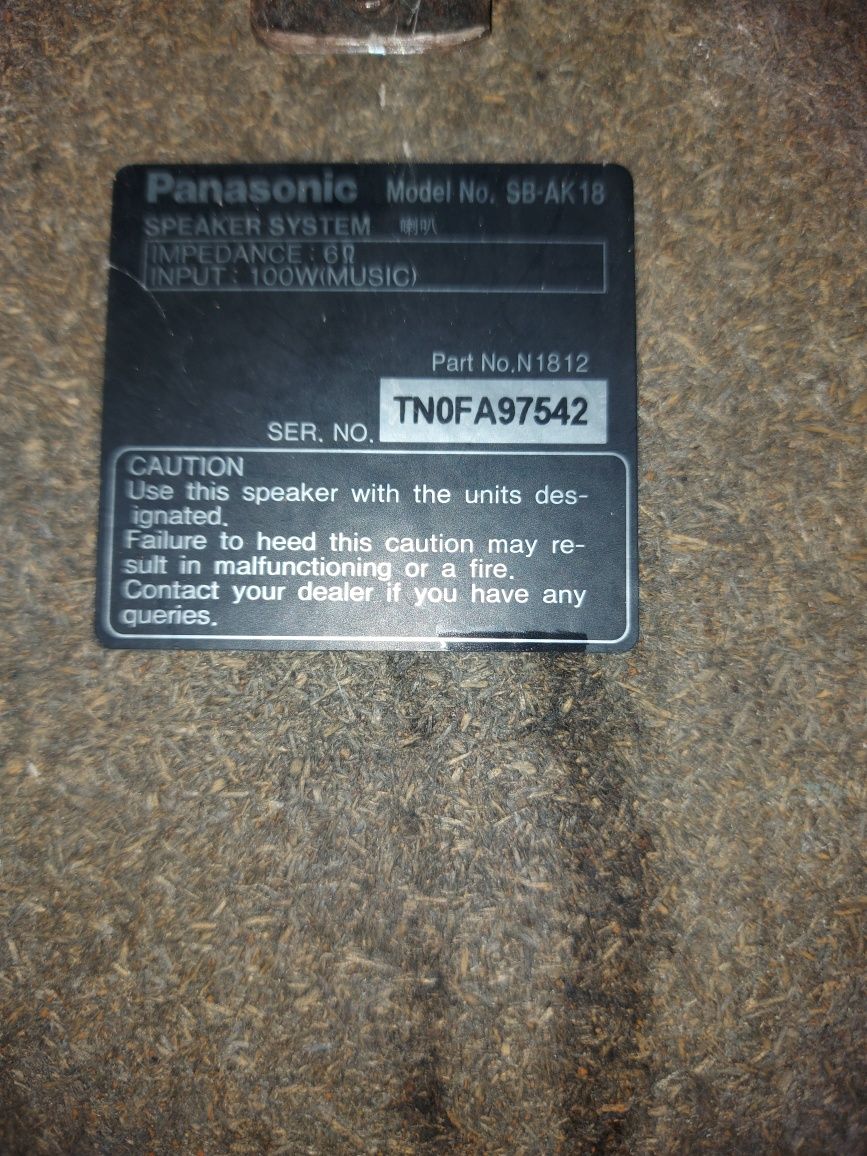 Panasonic Model No. SB-AK18
SPEAKER SYSTEM 喇叭
IMPEDANCE : 6Ω
INPUT : 100W(MUSIC)
Part No.N1812
SER. NO. TN0FA97542
CAUTION
Use this speaker with the units des-
ignated.
Failure to heed this caution may re-
sult in malfunctioning or a fire.
Contact your dealer if you have any
queries.